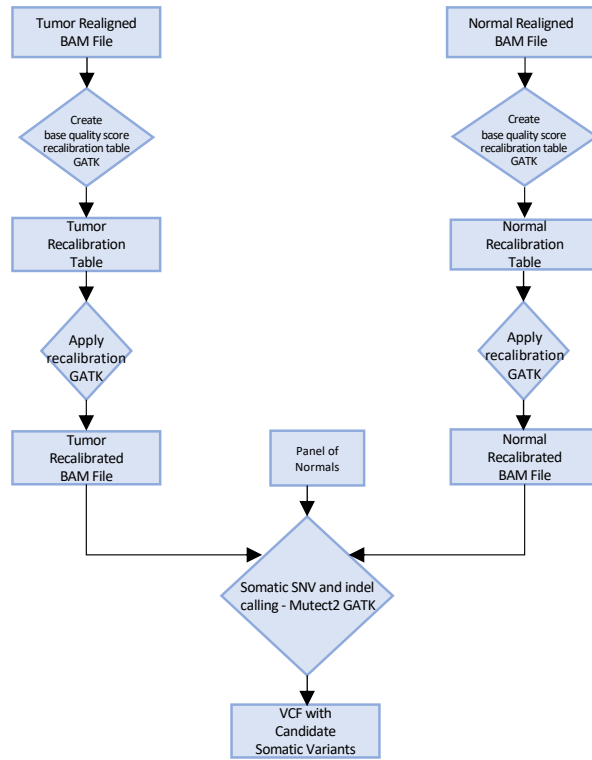 Tumor Realigned
BAM File
Normal Realigned
BAM File
Create
base quality score
recalibration table
GATK
Create
base quality score
recalibration table
GATK
Tumor
Recalibration
Table
Normal
Recalibration
Table
Apply
recalibration
GATK
Apply
recalibration
GATK
Tumor
Recalibrated
BAM File
Panel of
Normals
Normal
Recalibrated
BAM File
Somatic SNV and indel
calling - Mutect2 GATK
VCF with
Candidate
Somatic Variants